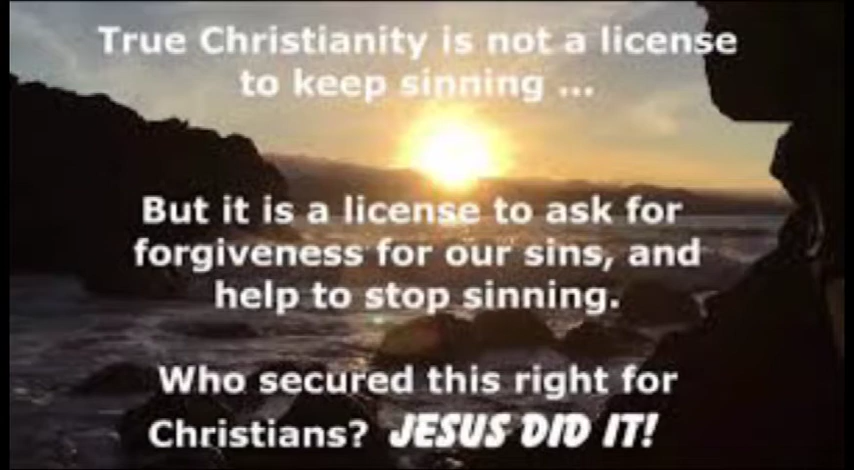 True Christianity is not a license
to keep sinning ...
But it is a license to ask for
forgiveness for our sins, and
help to stop sinning.
Who secured this right for
Christians? JESUS DID IT!